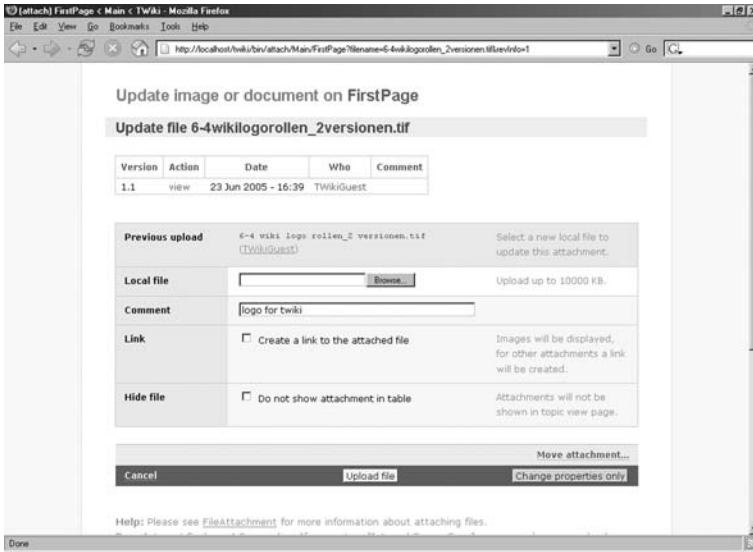 [attach] FirstPage < Main < TWiki - Mozilla Firefox
File Edit View Go Bookmarks Tools Help
http://localhost/twiki/bin/attach/Main/FirstPage?filename=6-4wikilogorollen_2versionen.tif&revInfo=1 Go
Update image or document on FirstPage
Update file 6-4wikilogorollen_2versionen.tif
Version Action Date Who Comment
1.1 view 23 Jun 2005 - 16:39 TWikiGuest
Previous upload 6-4 wiki logo rollen_2 versionen.tif Select a new local file to
(TWikiGuest) update this attachment.
Local file Browse... Upload up to 10000 KB.
Comment logo for twiki
Link Create a link to the attached file Images will be displayed,
for other attachments a link
will be created.
Hide file Do not show attachment in table Attachments will not be
shown in topic view page.
Move attachment...
Cancel Upload file Change properties only
Help: Please see FileAttachment for more information about attaching files.
Done